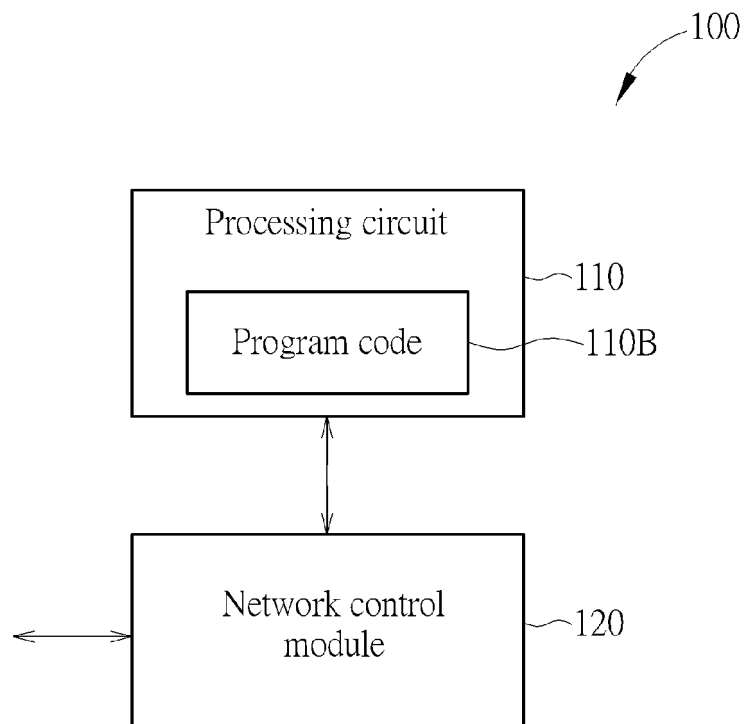 100
Processing circuit
110
Program code
110B
Network control
module
120